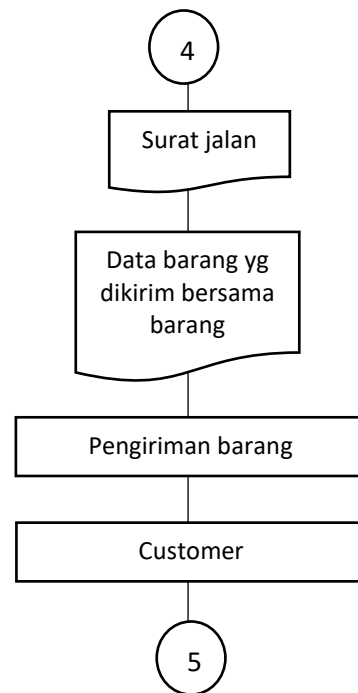 4
Surat jalan
Data barang yg
dikirim bersama
barang
Pengiriman barang
Customer
5